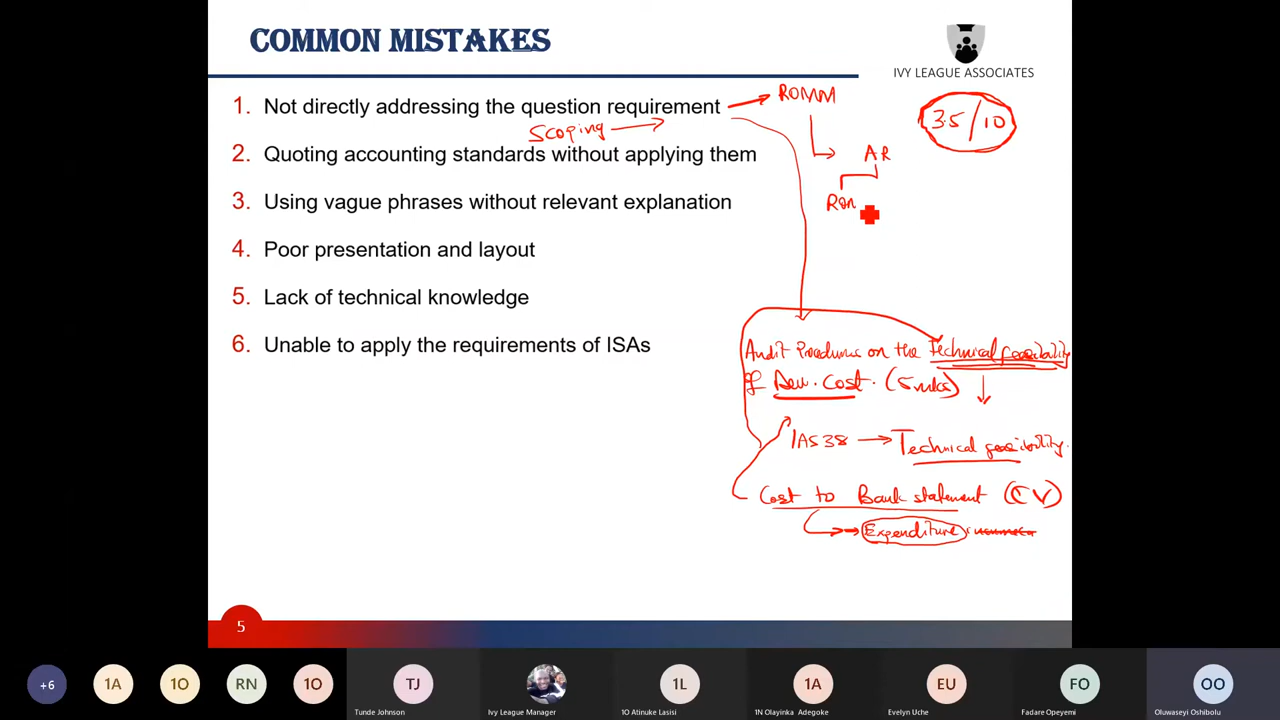 COMMON MISTAKES
IVY LEAGUE ASSOCIATES
1. Not directly addressing the question requirement
ROMM
3.5/10
Scoping
2. Quoting accounting standards without applying them
AR
3. Using vague phrases without relevant explanation
Rom
4. Poor presentation and layout
5. Lack of technical knowledge
6. Unable to apply the requirements of ISAs
Audit Procedures on the Technical feasibility
of Dev. Cost. (5 mks)
IAS 38 → Technical feasibility.
Cost to Bank statement (CV)
Expenditure
5
+6
1A
1O
RN
1O
TJ
1L
1A
EU
FO
OO
Tunde Johnson
Ivy League Manager
1O Atinuke Lasisi
1N Olayinka Adegoke
Evelyn Uche
Fadare Opeyemi
Oluwaseyi Oshibolu